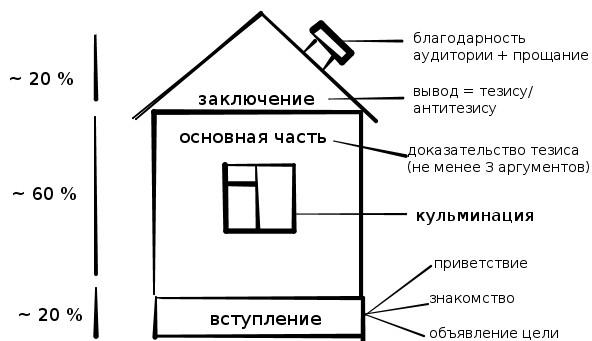 благодарность
аудитории + прощание
~ 20 %
заключение
вывод = тезису/
антитезису
основная часть
доказательство тезиса
(не менее 3 аргументов)
~ 60 %
кульминация
приветствие
знакомство
~ 20 %
вступление
объявление цели